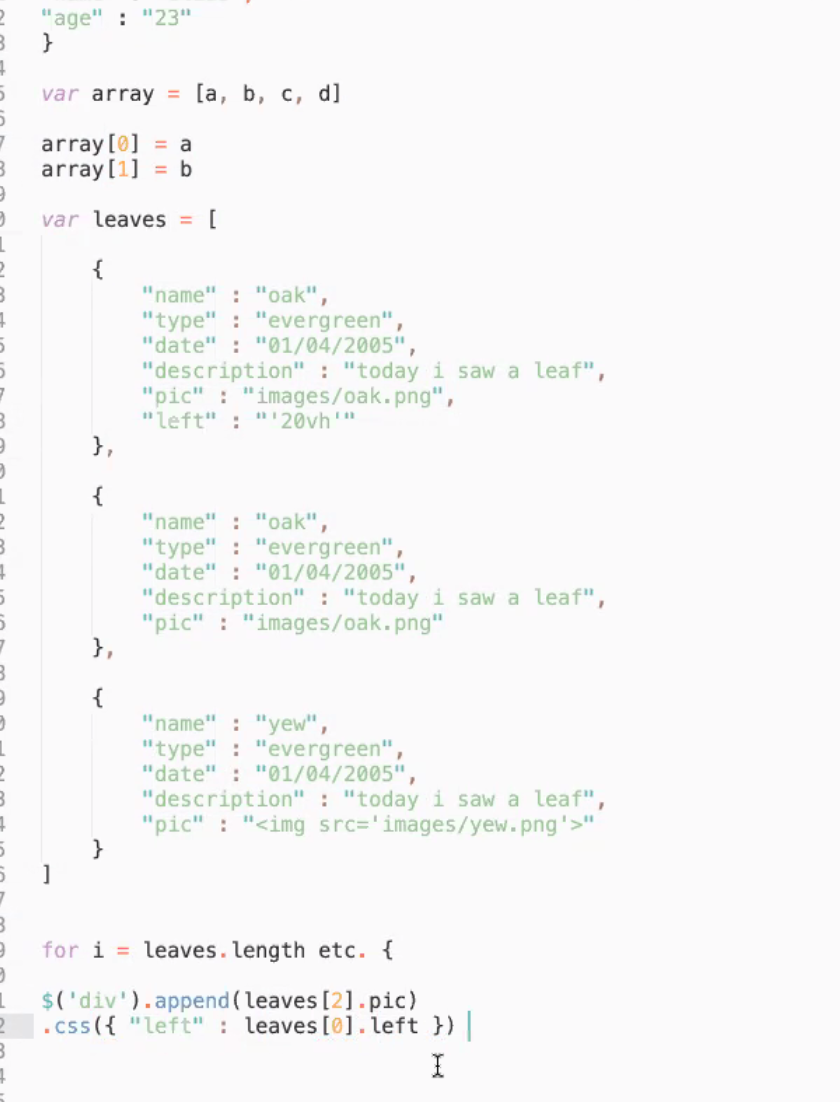 "age" : "23"
}
var array = [a, b, c, d]
array[0] = a
array[1] = b
var leaves = [
{
"name" : "oak",
"type" : "evergreen",
"date" : "01/04/2005",
"description" : "today i saw a leaf",
"pic" : "images/oak.png",
"left" : "'20vh'"
},
{
"name" : "oak",
"type" : "evergreen",
"date" : "01/04/2005",
"description" : "today i saw a leaf",
"pic" : "images/oak.png"
},
{
"name" : "yew",
"type" : "evergreen",
"date" : "01/04/2005",
"description" : "today i saw a leaf",
"pic" : "<img src='images/yew.png'>"
}
]
for i = leaves.length etc. {
$('div').append(leaves[2].pic)
.css({ "left" : leaves[0].left })